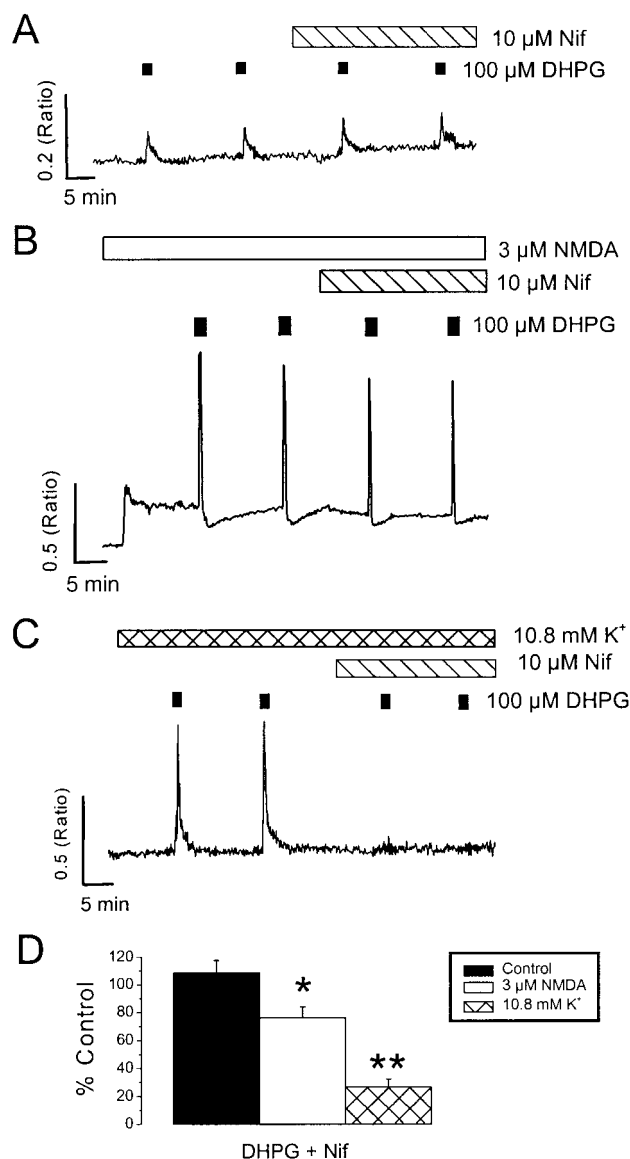 A
10 µM Nif
100 µM DHPG
0.2 (Ratio)
5 min
B
3 µM NMDA
10 µM Nif
100 µM DHPG
0.5 (Ratio)
5 min
C
10.8 mM K⁺
10 µM Nif
100 µM DHPG
0.5 (Ratio)
5 min
D
120
100
80
60
40
20
0
% Control
*
**
Control
3 µM NMDA
10.8 mM K⁺
DHPG + Nif